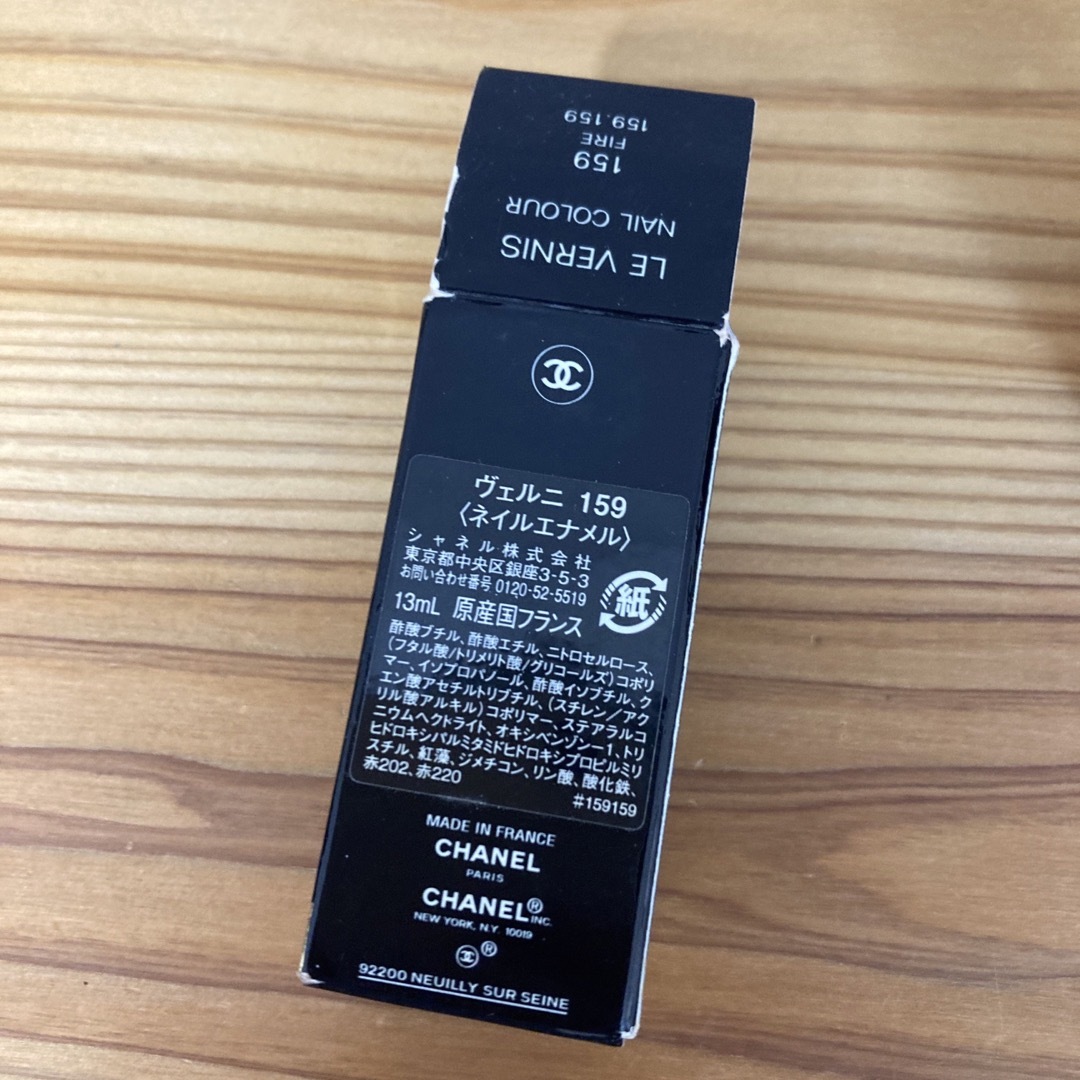 LE VERNIS
NAIL COLOUR
159
FIRE
159.159
ヴェルニ 159
〈ネイルエナメル〉
シャネル株式会社
東京都中央区銀座3-5-3
お問い合わせ番号 0120-52-5519
13mL 原産国フランス
紙
酢酸ブチル、酢酸エチル、ニトロセルロース、
(フタル酸/トリメリト酸/グリコールズ)コポリ
マー、イソプロパノール、酢酸イソブチル、ク
エン酸アセチルトリブチル、(スチレン/アク
リル酸アルキル)コポリマー、ステアラルコ
ニウムヘクトライト、オキシベンゾン-1、トリ
ヒドロキシパルミタミドヒドロキシプロピルミリ
スチル、紅藻、ジメチコン、リン酸、酸化鉄、
赤202、赤220
#159159
MADE IN FRANCE
CHANEL
PARIS
CHANEL® INC.
NEW YORK, N.Y. 10019
®
92200 NEUILLY SUR SEINE